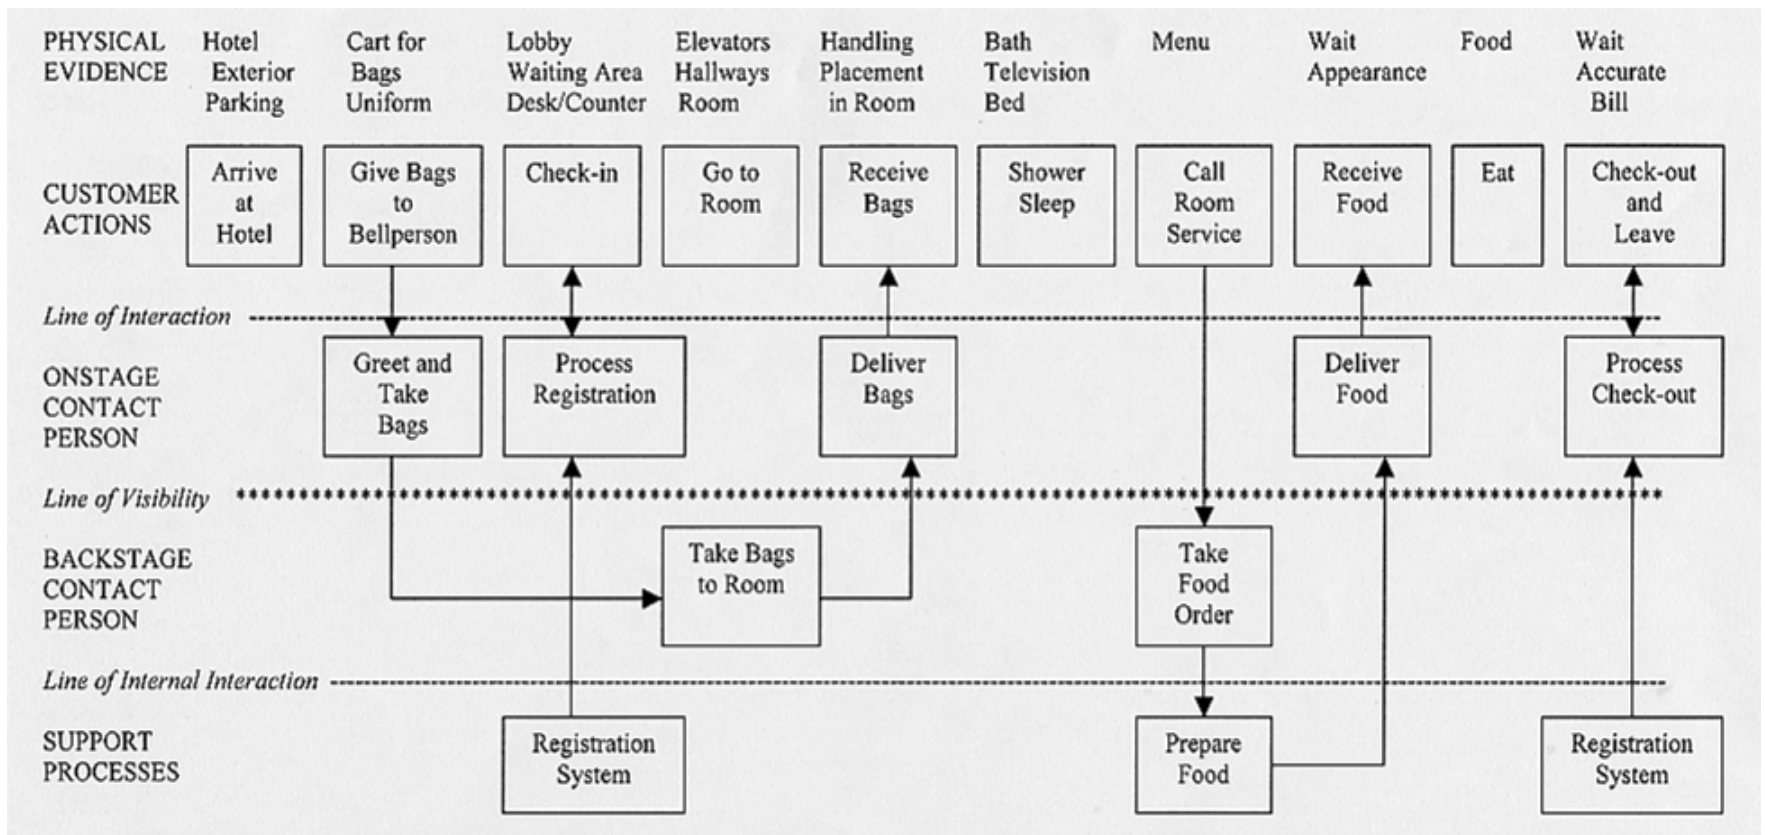 PHYSICAL
EVIDENCE
Hotel
Exterior
Parking
Cart for
Bags
Uniform
Lobby
Waiting Area
Desk/Counter
Elevators
Hallways
Room
Handling
Placement
in Room
Bath
Television
Bed
Menu
Wait
Appearance
Food
Wait
Accurate
Bill
CUSTOMER
ACTIONS
Arrive
at
Hotel
Give Bags
to
Bellperson
Check-in
Go to
Room
Receive
Bags
Shower
Sleep
Call
Room
Service
Receive
Food
Eat
Check-out
and
Leave
Line of Interaction
ONSTAGE
CONTACT
PERSON
Greet and
Take
Bags
Process
Registration
Deliver
Bags
Deliver
Food
Process
Check-out
Line of Visibility
BACKSTAGE
CONTACT
PERSON
Take Bags
to Room
Take
Food
Order
Line of Internal Interaction
SUPPORT
PROCESSES
Registration
System
Prepare
Food
Registration
System